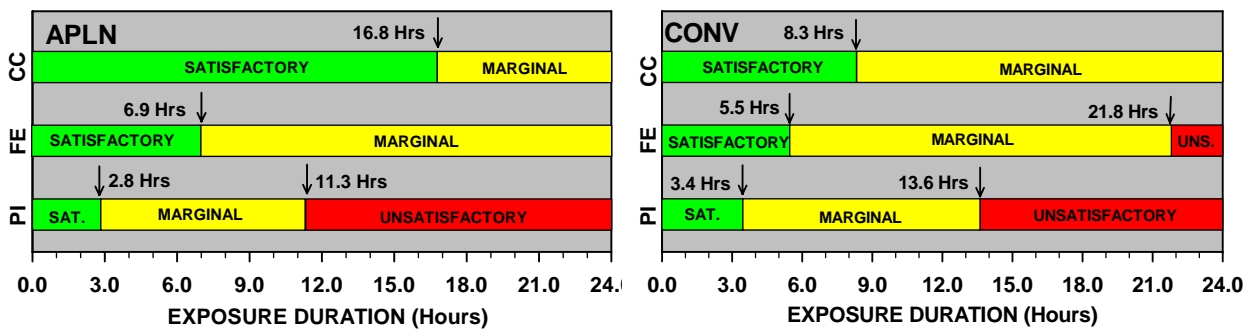 APLN
16.8 Hrs
CC
SATISFACTORY
MARGINAL
6.9 Hrs
FE
SATISFACTORY
MARGINAL
2.8 Hrs
11.3 Hrs
PI
SAT.
MARGINAL
UNSATISFACTORY
0.0 3.0 6.0 9.0 12.0 15.0 18.0 21.0 24.0
EXPOSURE DURATION (Hours)
CONV
8.3 Hrs
CC
SATISFACTORY
MARGINAL
5.5 Hrs
21.8 Hrs
FE
SATISFACTORY
MARGINAL
UNS.
3.4 Hrs
13.6 Hrs
PI
SAT.
MARGINAL
UNSATISFACTORY
0.0 3.0 6.0 9.0 12.0 15.0 18.0 21.0 24.0
EXPOSURE DURATION (Hours)